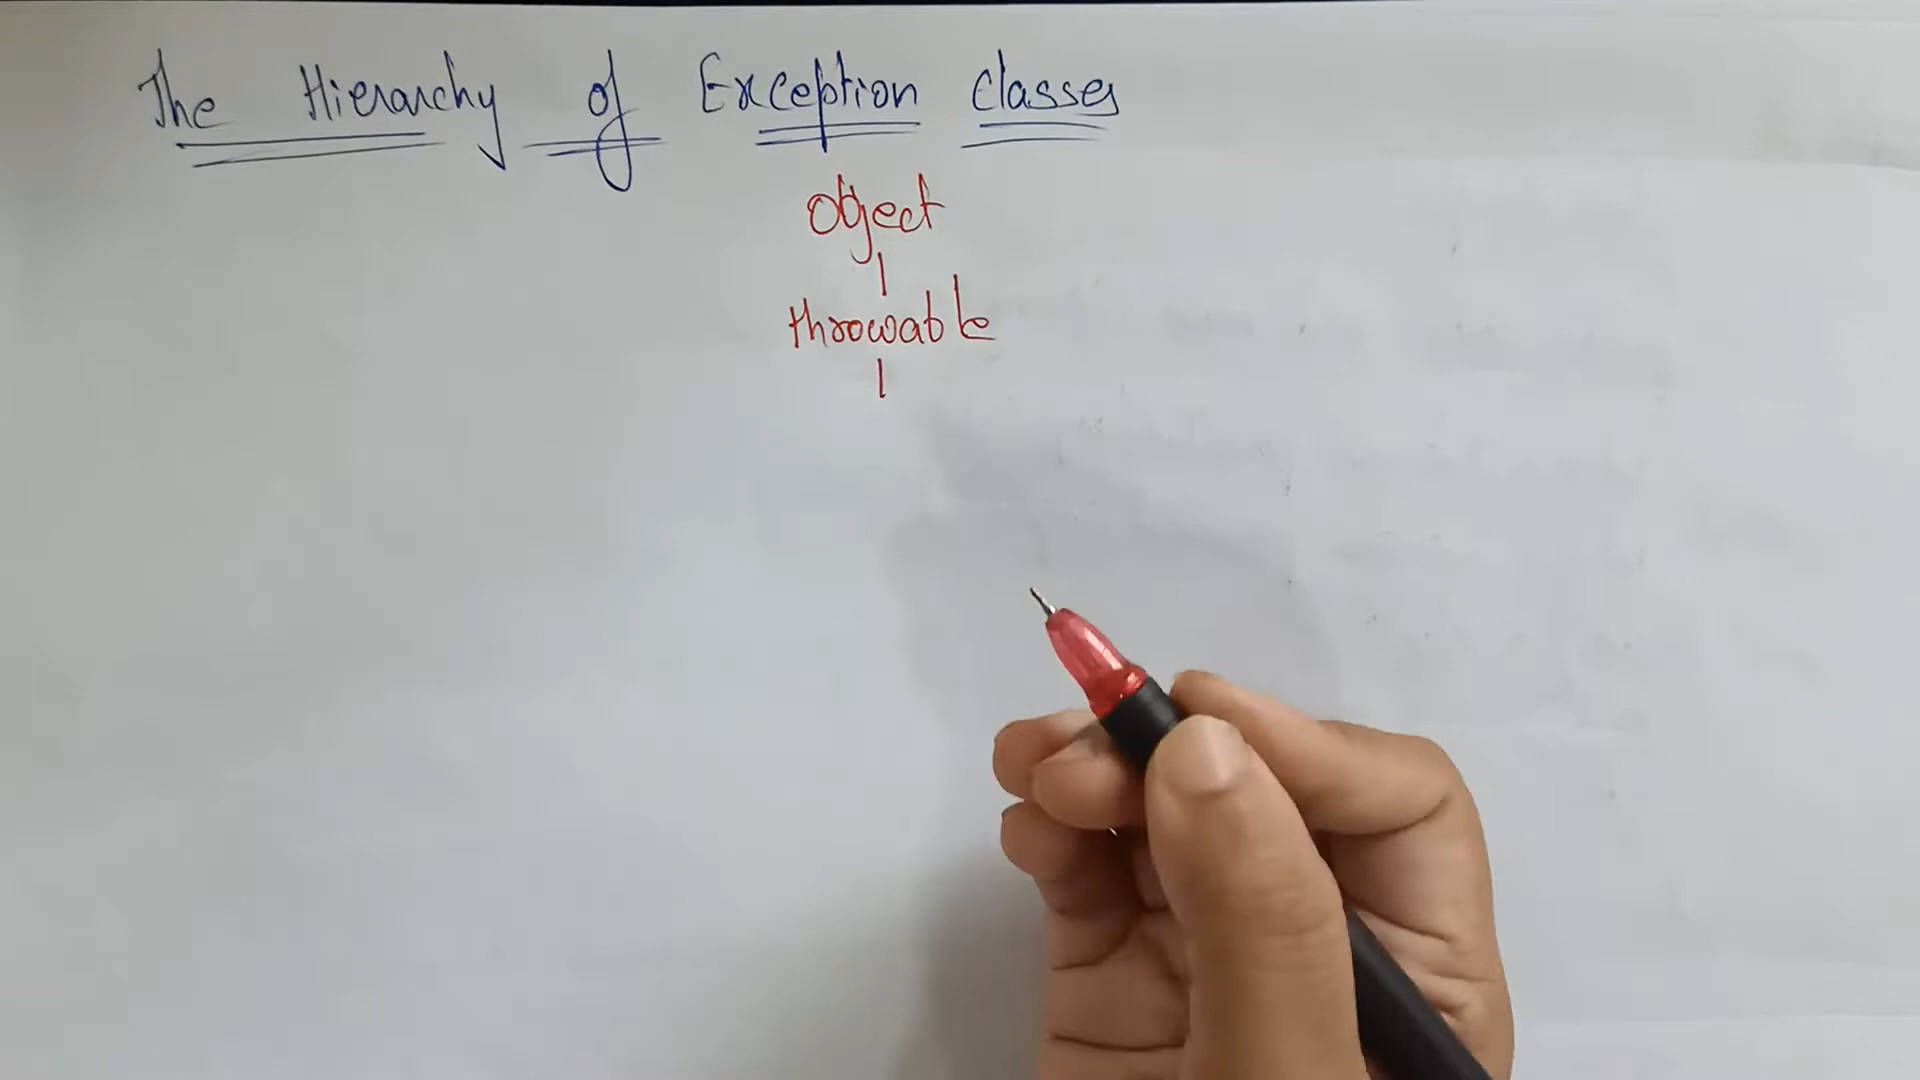 The Hierarchy of Exception classes
Object
throwable